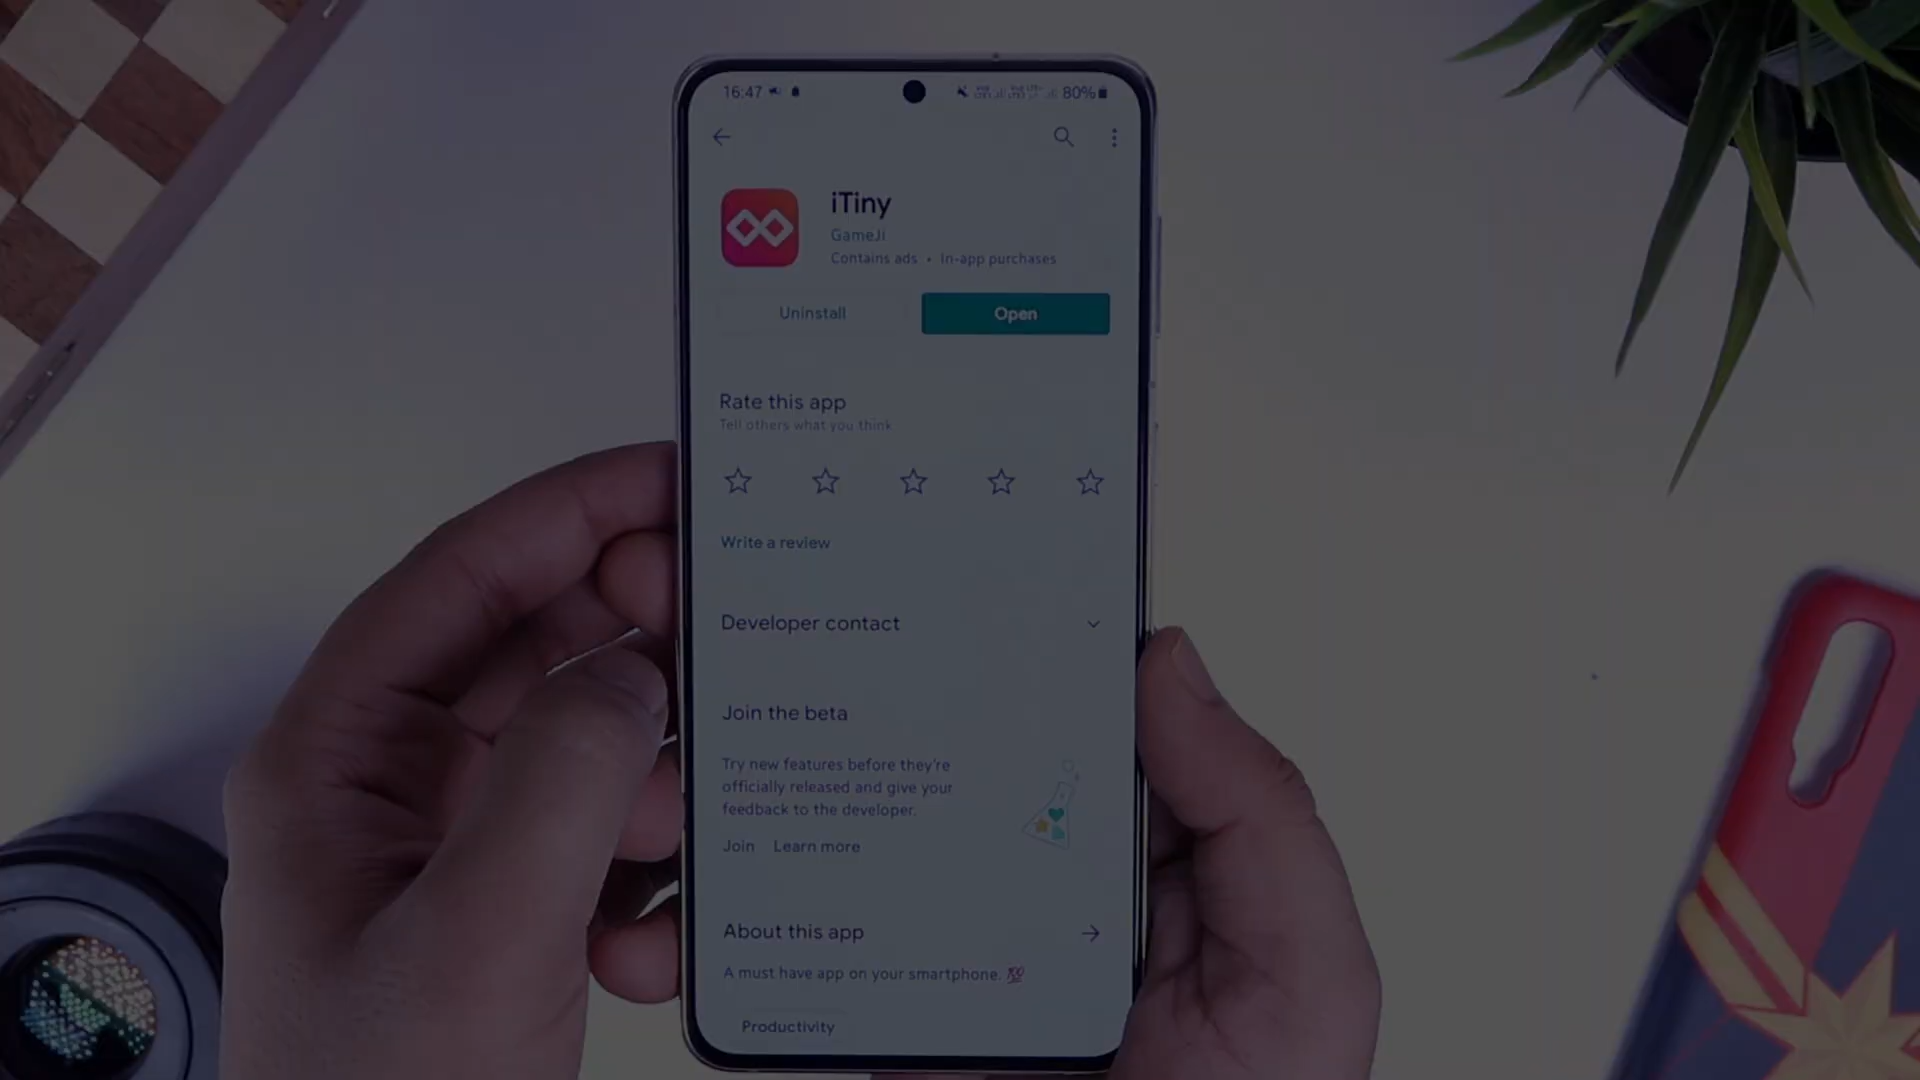 16:47 80%
iTiny
GameJi
Contains ads • In-app purchases
Uninstall Open
Rate this app
Tell others what you think
Write a review
Developer contact
Join the beta
Try new features before they're
officially released and give your
feedback to the developer.
Join Learn more
About this app
A must have app on your smartphone. 💯
Productivity